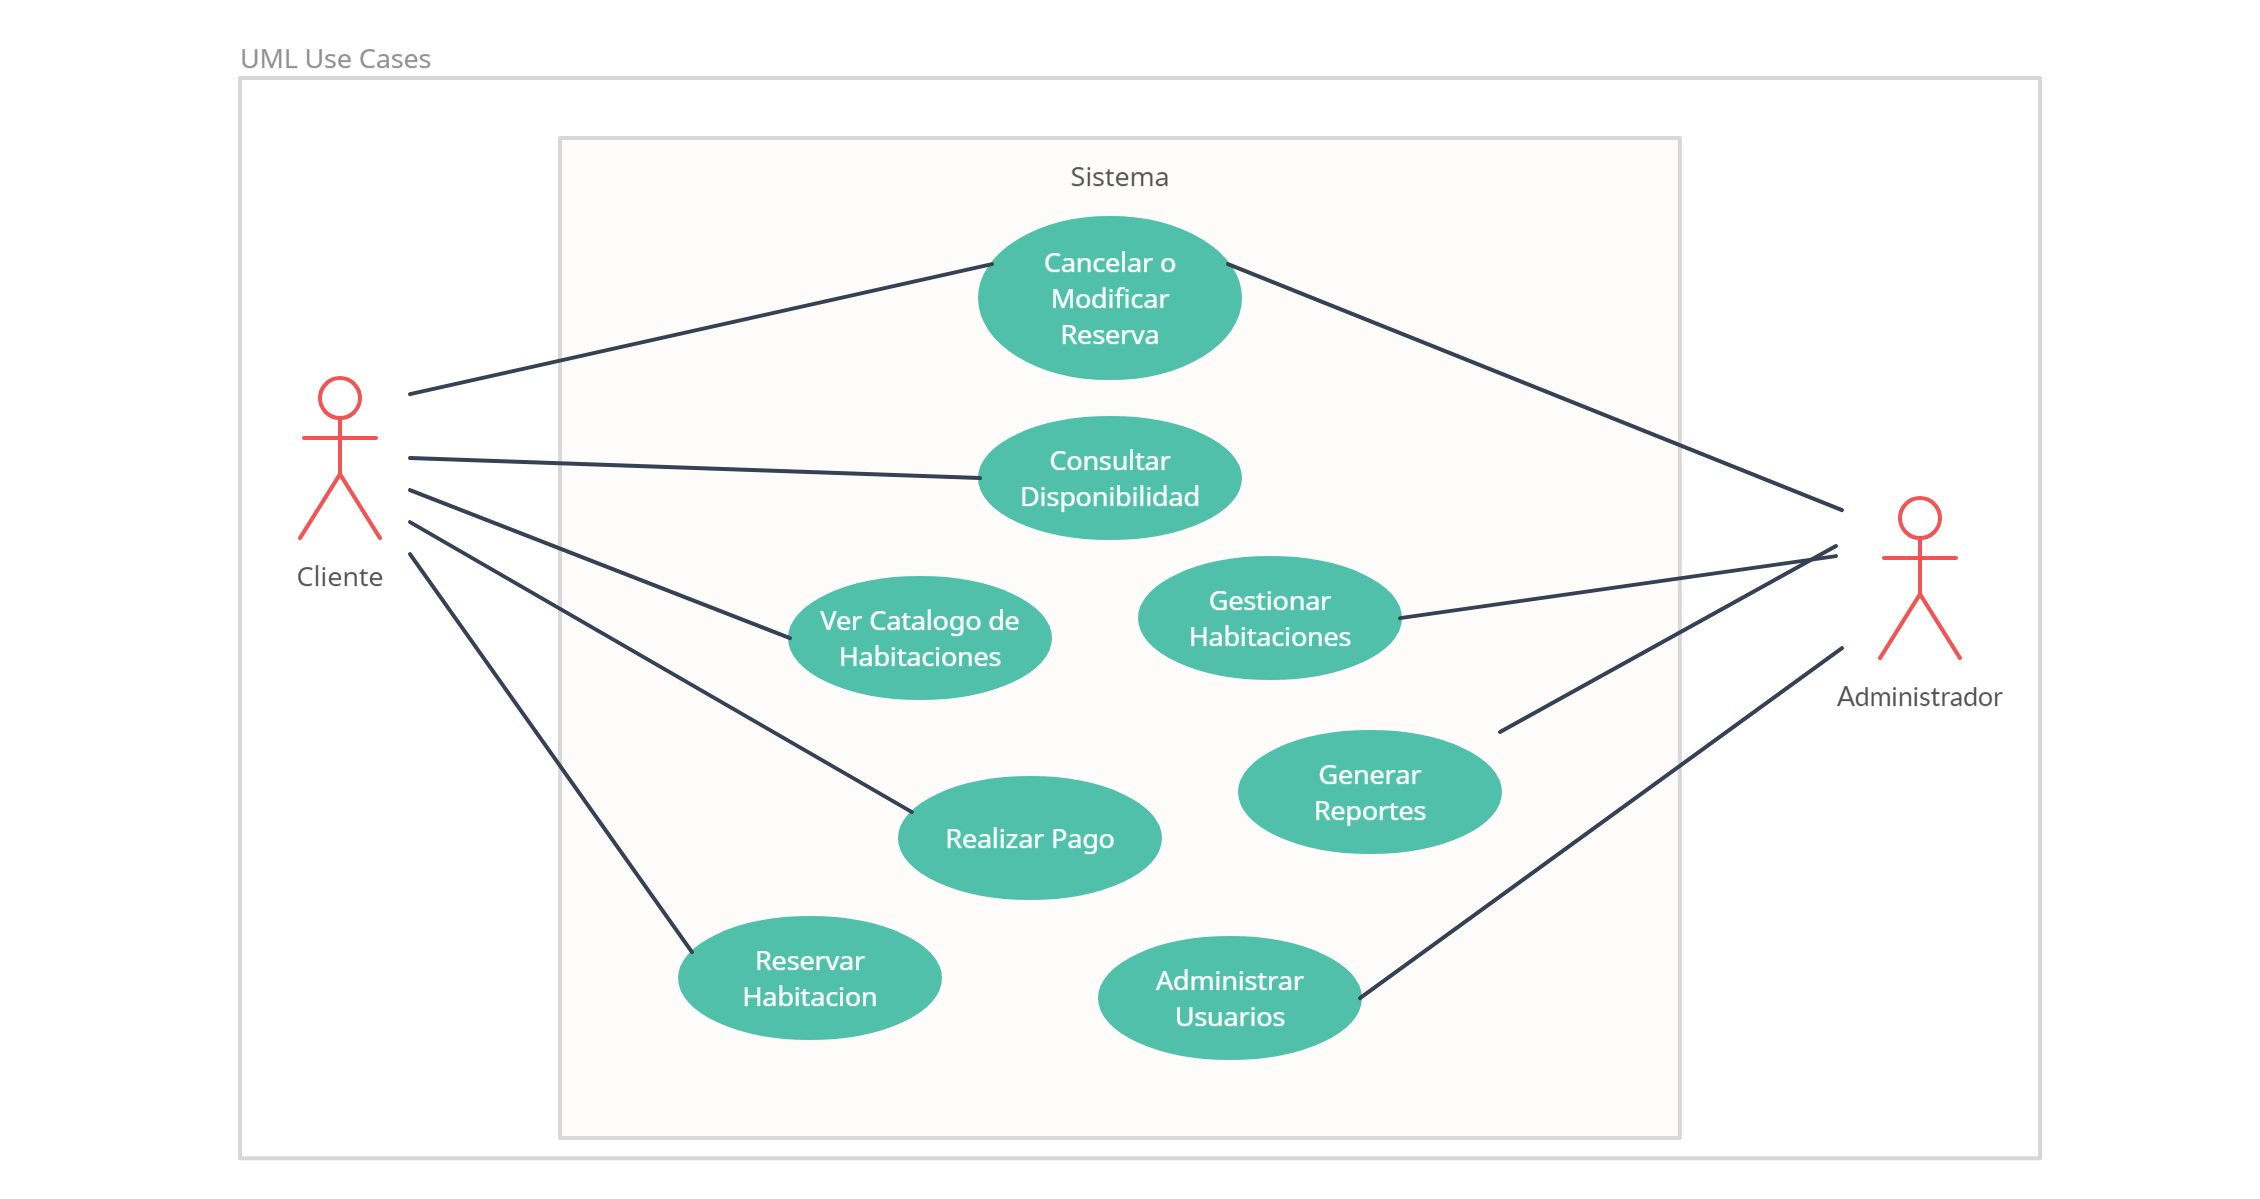 UML Use Cases
Sistema
Cancelar o
Modificar
Reserva
Consultar
Disponibilidad
Cliente
Ver Catalogo de
Habitaciones
Gestionar
Habitaciones
Administrador
Generar
Reportes
Realizar Pago
Reservar
Habitacion
Administrar
Usuarios